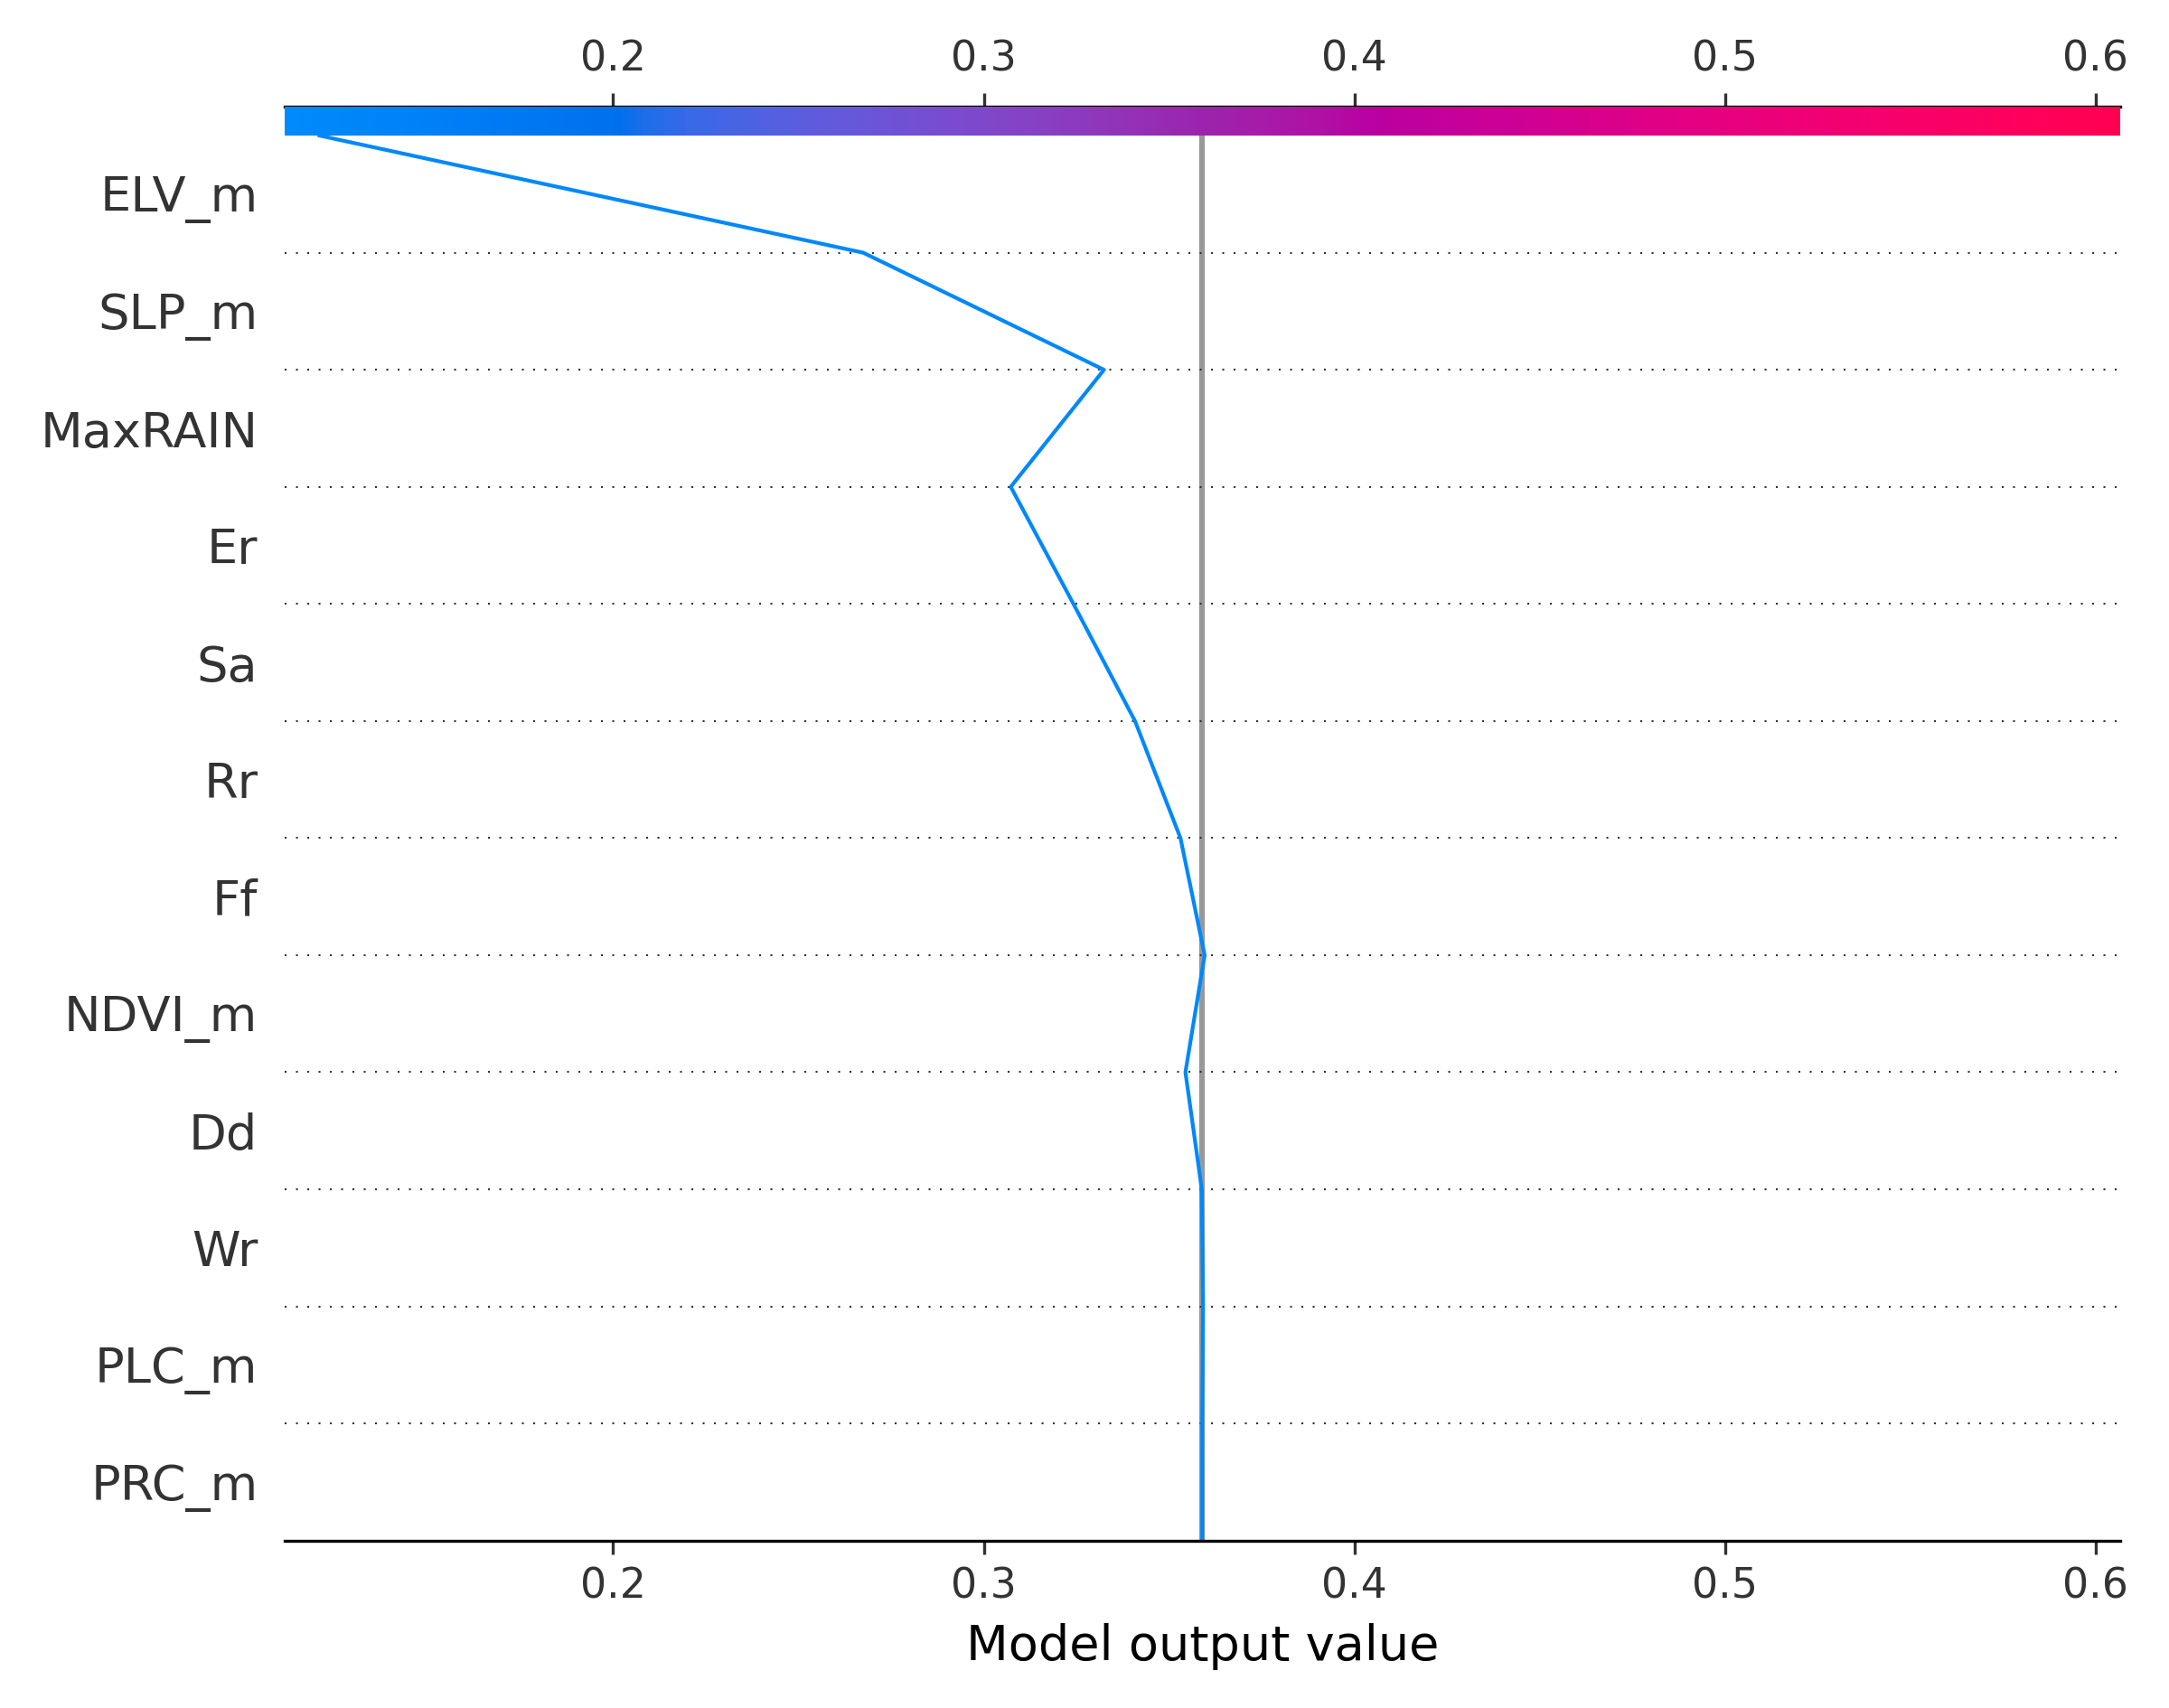 0.2 0.3 0.4 0.5 0.6
ELV_m
SLP_m
MaxRAIN
Er
Sa
Rr
Ff
NDVI_m
Dd
Wr
PLC_m
PRC_m
0.2 0.3 0.4 0.5 0.6
Model output value